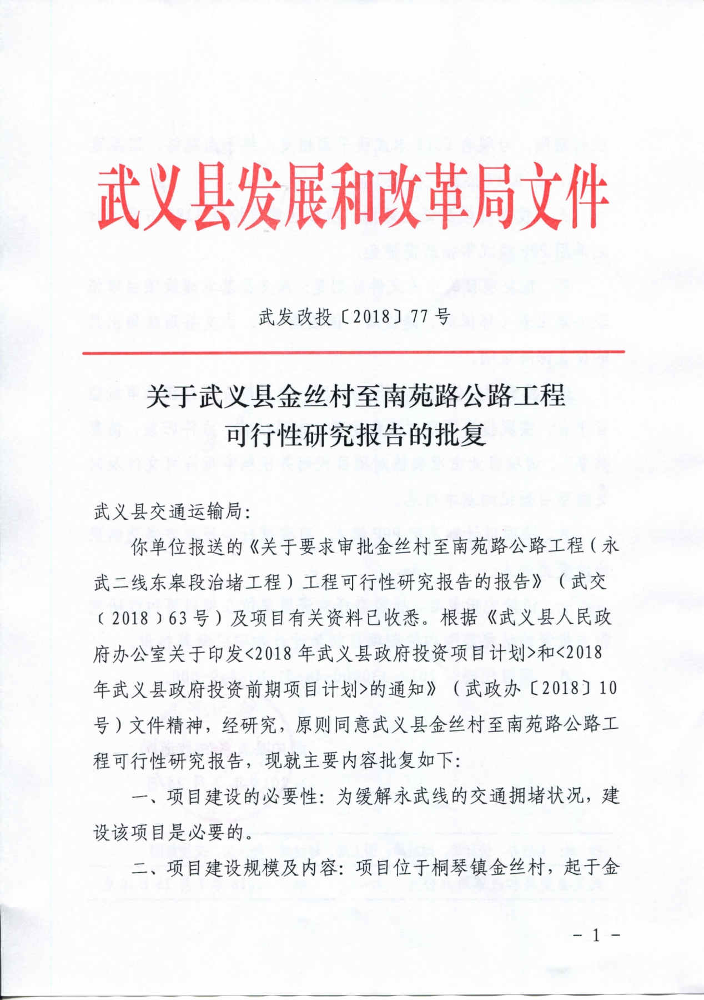 武义县发展和改革局文件
武发改投〔2018〕77号
关于武义县金丝村至南苑路公路工程
可行性研究报告的批复
武义县交通运输局：
你单位报送的《关于要求审批金丝村至南苑路公路工程（永
武二线东皋段治堵工程）工程可行性研究报告的报告》（武交
﹝2018﹞63号）及项目有关资料已收悉。根据《武义县人民政
府办公室关于印发<2018年武义县政府投资项目计划>和<2018
年武义县政府投资前期项目计划>的通知》（武政办〔2018〕10
号）文件精神，经研究，原则同意武义县金丝村至南苑路公路工
程可行性研究报告，现就主要内容批复如下：
一、项目建设的必要性：为缓解永武线的交通拥堵状况，建
设该项目是必要的。
二、项目建设规模及内容：项目位于桐琴镇金丝村，起于金
- 1 -